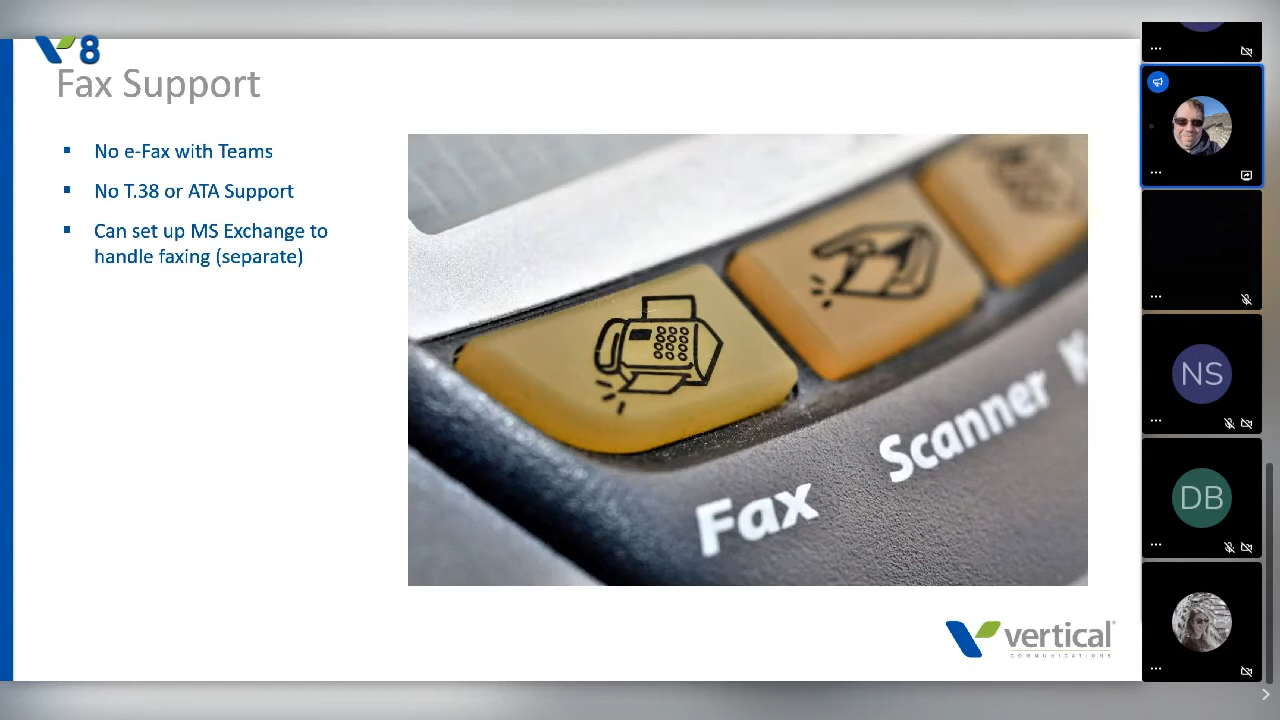 V8
Fax Support
No e-Fax with Teams
No T.38 or ATA Support
Can set up MS Exchange to
handle faxing (separate)
Fax
Scanner
vertical
COMMUNICATIONS
NS
DB